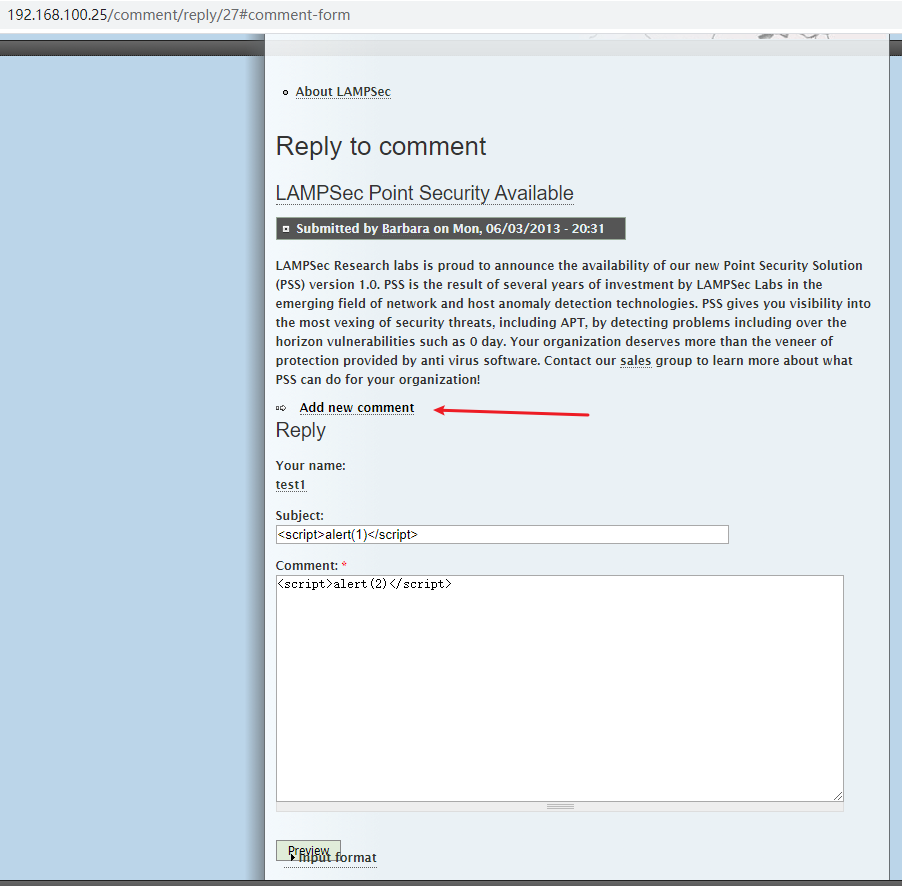 192.168.100.25/comment/reply/27#comment-form
About LAMPSec
Reply to comment
LAMPSec Point Security Available
Submitted by Barbara on Mon, 06/03/2013 - 20:31
LAMPSec Research labs is proud to announce the availability of our new Point Security Solution
(PSS) version 1.0. PSS is the result of several years of investment by LAMPSec Labs in the
emerging field of network and host anomaly detection technologies. PSS gives you visibility into
the most vexing of security threats, including APT, by detecting problems including over the
horizon vulnerabilities such as 0 day. Your organization deserves more than the veneer of
protection provided by anti virus software. Contact our sales group to learn more about what
PSS can do for your organization!
Add new comment
Reply
Your name:
test1
Subject:
<script>alert(1)</script>
Comment: *
<script>alert(2)</script>
Preview
Input format